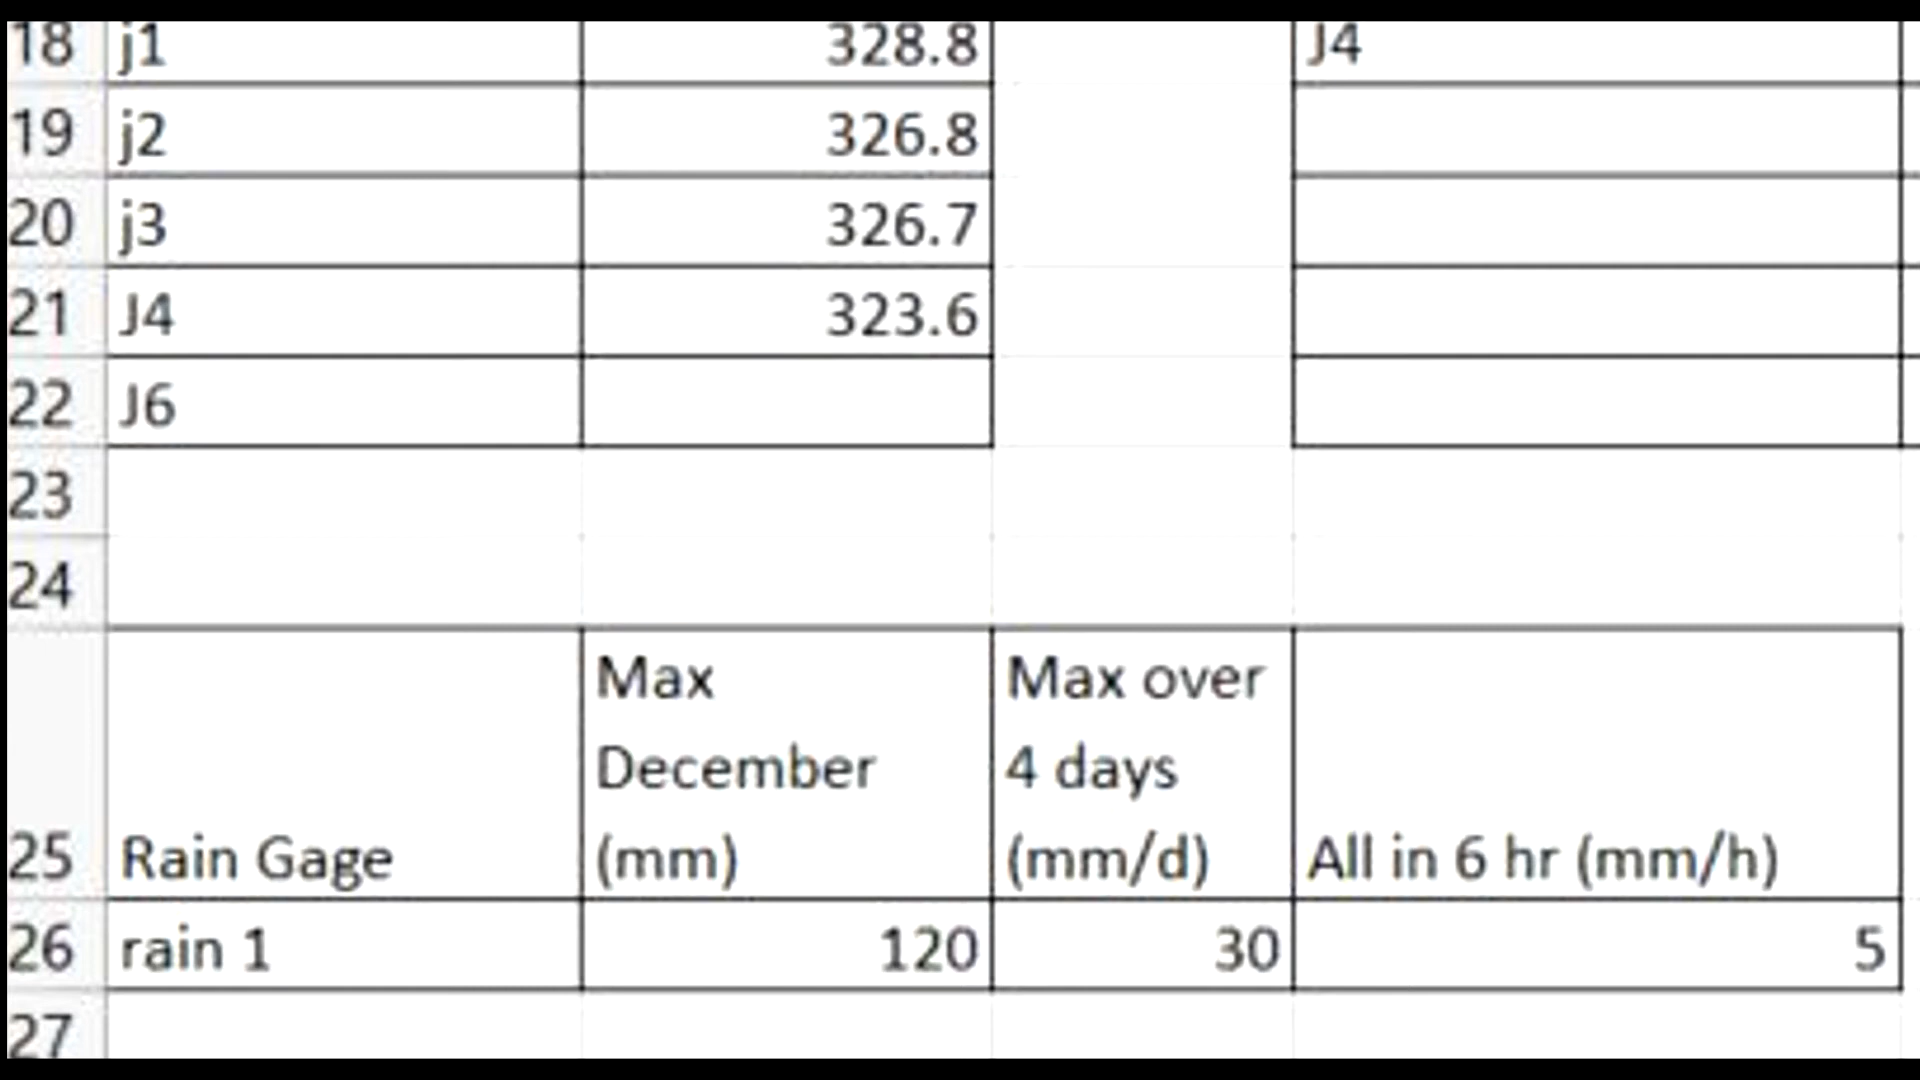 18 j1 328.8 J4
19 j2 326.8
20 j3 326.7
21 J4 323.6
22 J6
23
24
Max Max over
December 4 days
25 Rain Gage (mm) (mm/d) All in 6 hr (mm/h)
26 rain 1 120 30 5
27